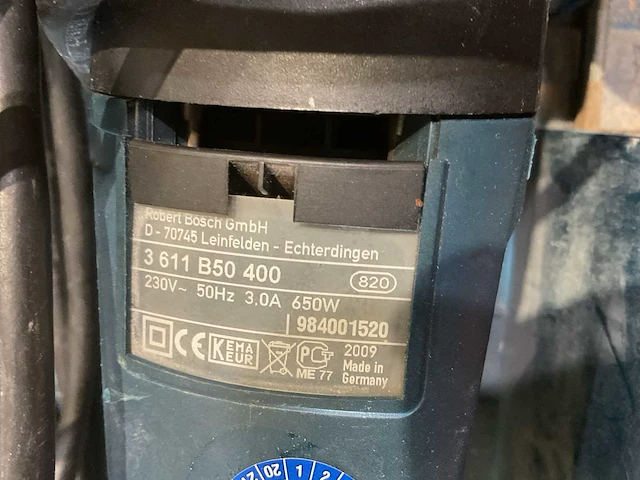 Robert Bosch GmbH
D - 70745 Leinfelden - Echterdingen
3 611 B50 400
820
230V~ 50Hz 3.0A 650W
984001520
CE KEMA KEUR
ME 77
2009
Made in
Germany
20 1 2